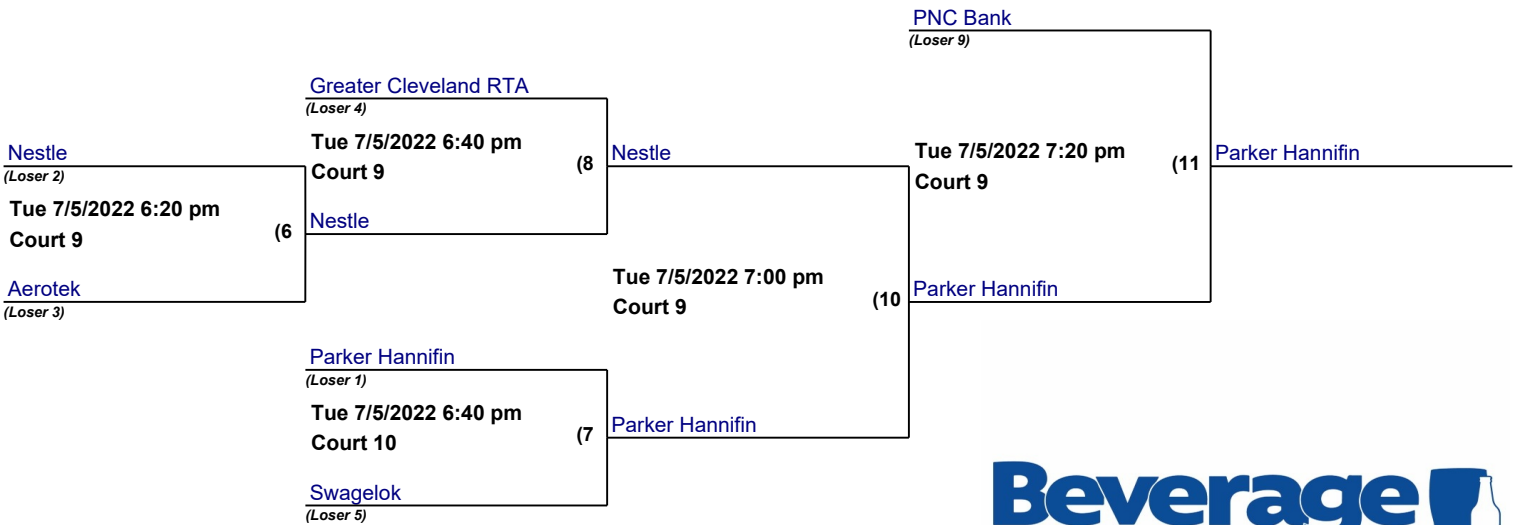 PNC Bank
(Loser 9)
Greater Cleveland RTA
(Loser 4)
Tue 7/5/2022 6:40 pm
Court 9
(8
Nestle
(Loser 2)
Nestle
Tue 7/5/2022 7:20 pm
Court 9
(11
Parker Hannifin
Tue 7/5/2022 6:20 pm
Court 9
(6
Nestle
Aerotek
(Loser 3)
Tue 7/5/2022 7:00 pm
Court 9
(10
Parker Hannifin
Parker Hannifin
(Loser 1)
Tue 7/5/2022 6:40 pm
Court 10
(7
Parker Hannifin
Swagelok
(Loser 5)
Beverage